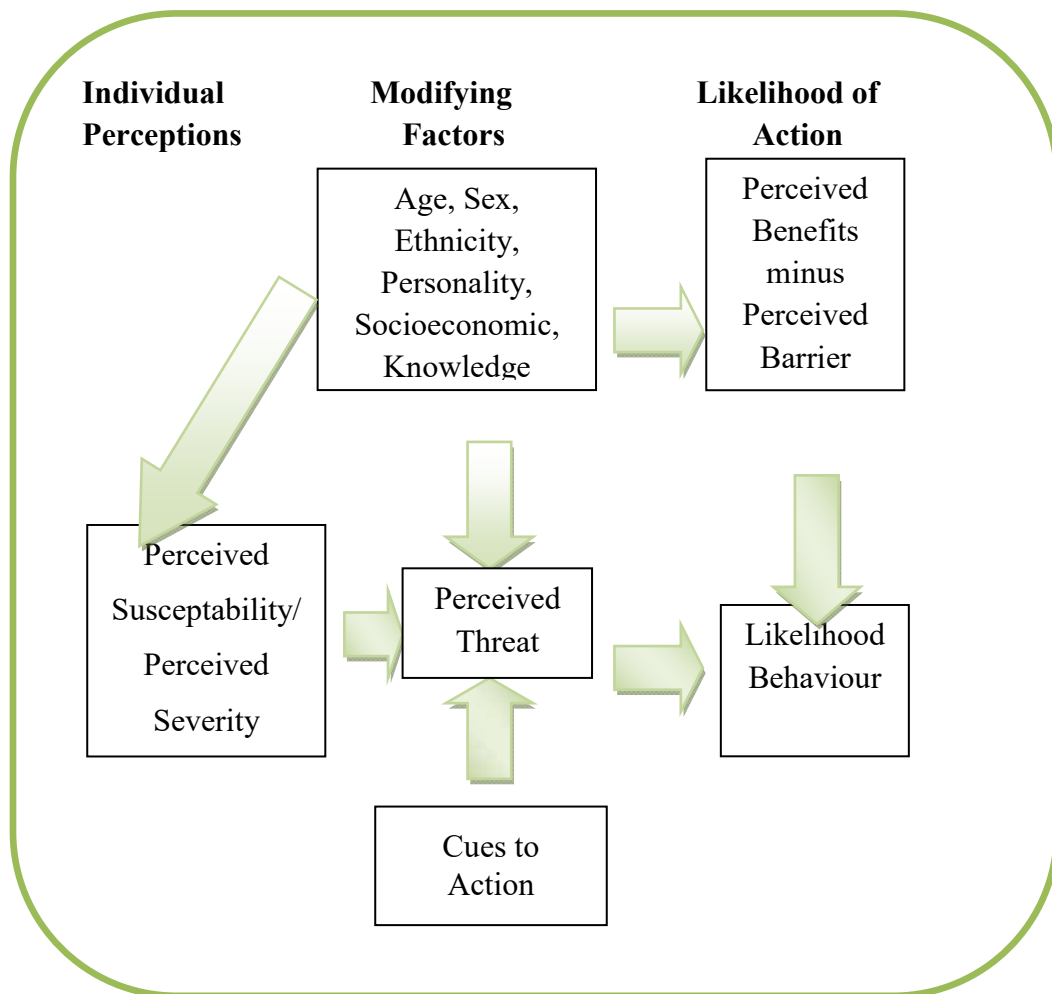 Individual
Perceptions
Modifying
Factors
Likelihood of
Action
Age, Sex,
Ethnicity,
Personality,
Socioeconomic,
Knowledge
Perceived
Benefits
minus
Perceived
Barrier
Perceived
Susceptability/
Perceived
Severity
Perceived
Threat
Likelihood
Behaviour
Cues to
Action